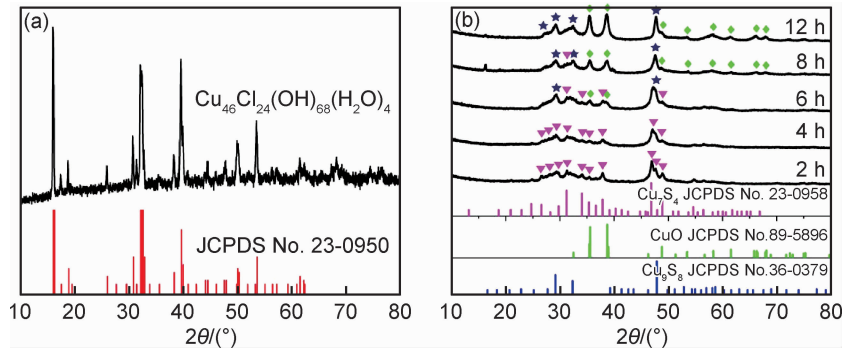 (a)
Cu46Cl24(OH)68(H2O)4
JCPDS No. 23-0950
10 20 30 40 50 60 70 80
2θ/(°)
(b)
12 h
8 h
6 h
4 h
2 h
Cu7S4 JCPDS No. 23-0958
CuO JCPDS No.89-5896
Cu9S8 JCPDS No.36-0379
10 20 30 40 50 60 70 80
2θ/(°)